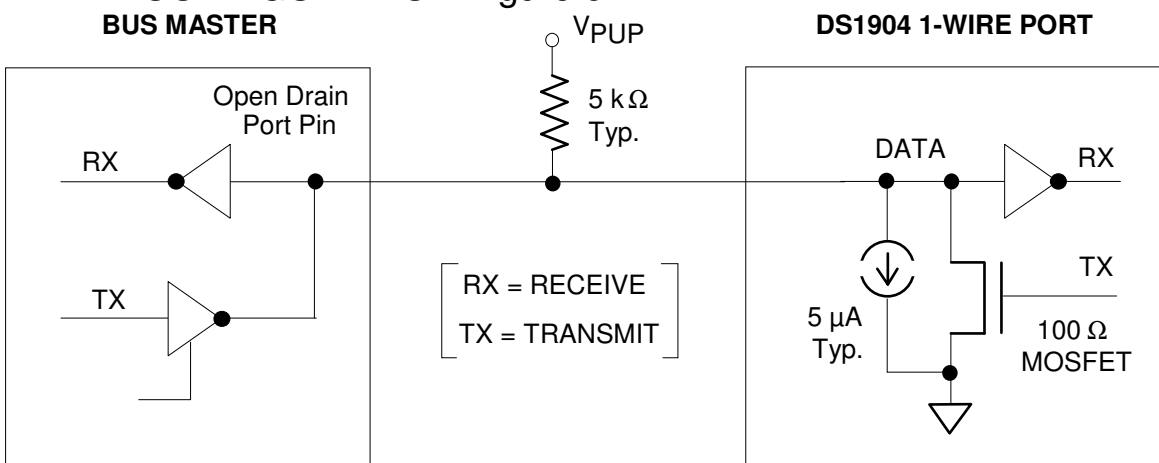 BUS MASTER
VPUP
DS1904 1-WIRE PORT
Open Drain
Port Pin
5 kΩ
Typ.
RX
DATA
RX
TX
RX = RECEIVE
TX = TRANSMIT
5 µA
Typ.
TX
100 Ω
MOSFET